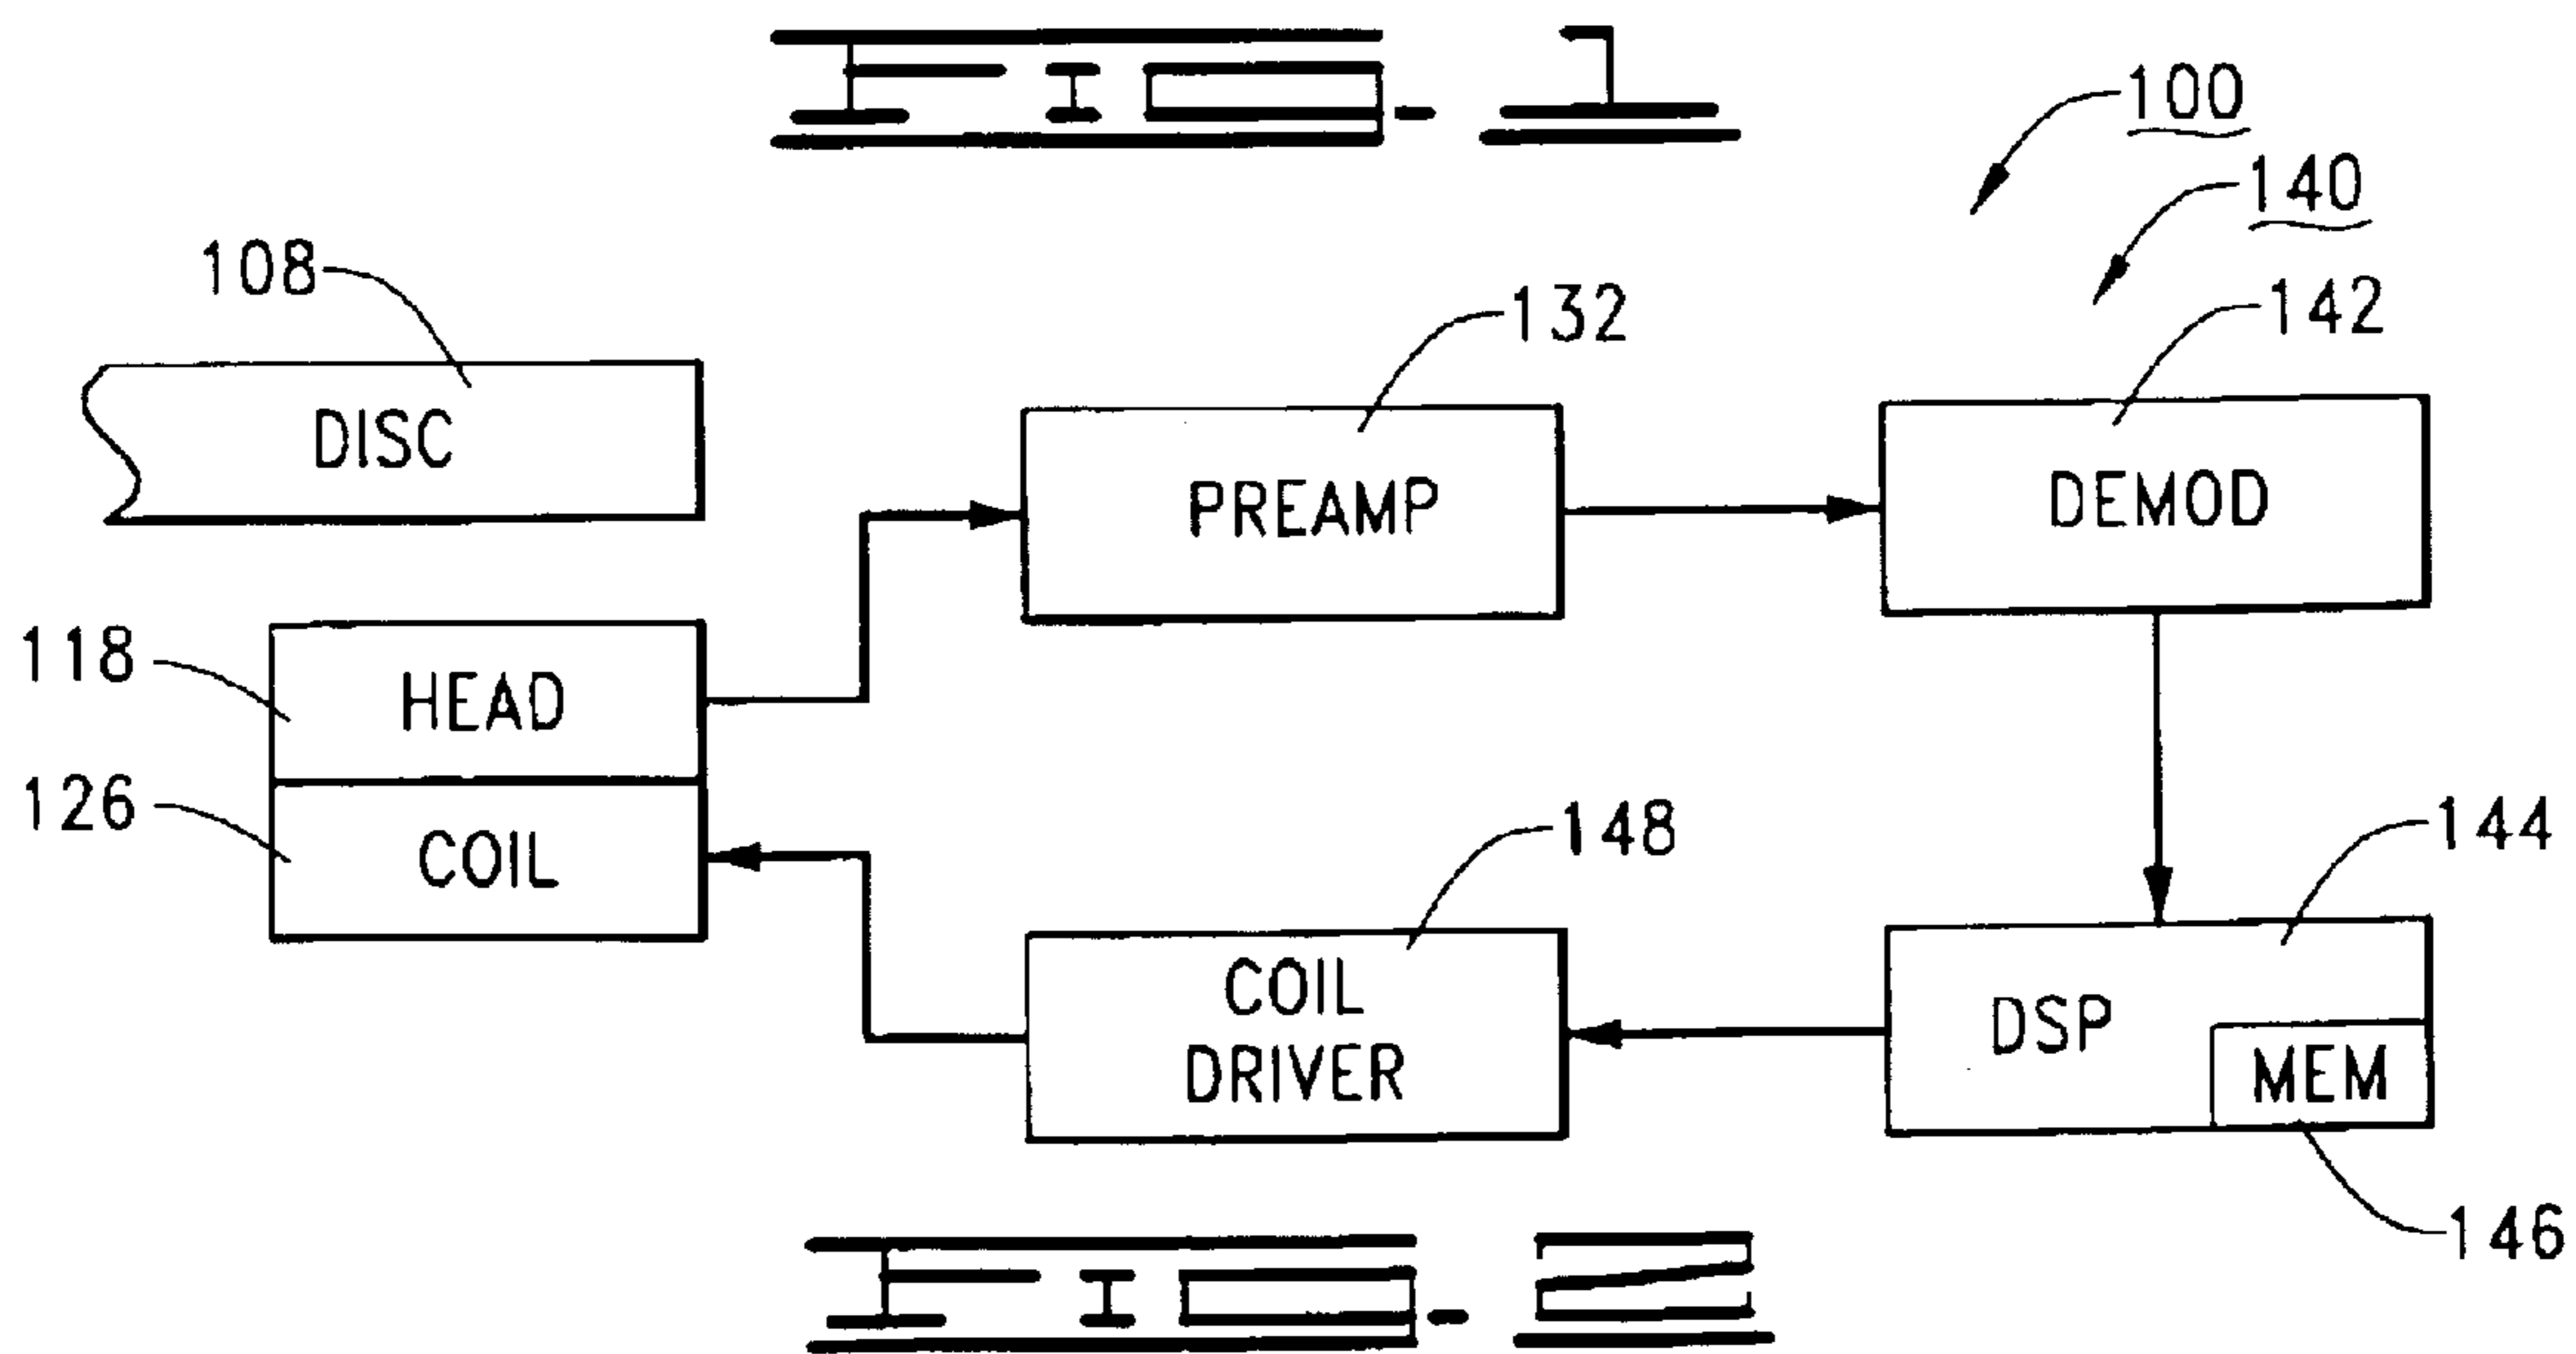 FIG. 1
100
140
108
132
142
DISC
PREAMP
DEMOD
118
HEAD
126
COIL
148
144
COIL
DRIVER
DSP
MEM
146
FIG. 2